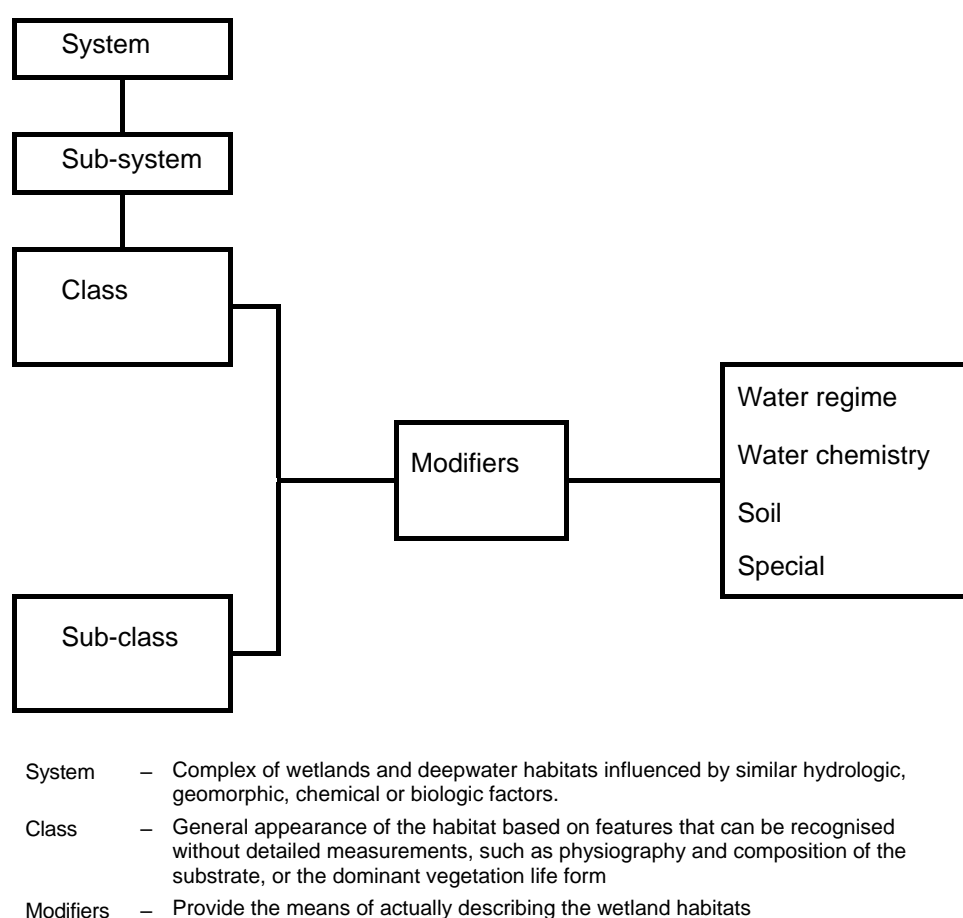 System
Sub-system
Class
Modifiers
Water regime
Water chemistry
Soil
Special
Sub-class
System – Complex of wetlands and deepwater habitats influenced by similar hydrologic,
geomorphic, chemical or biologic factors.
Class – General appearance of the habitat based on features that can be recognised
without detailed measurements, such as physiography and composition of the
substrate, or the dominant vegetation life form
Modifiers – Provide the means of actually describing the wetland habitats